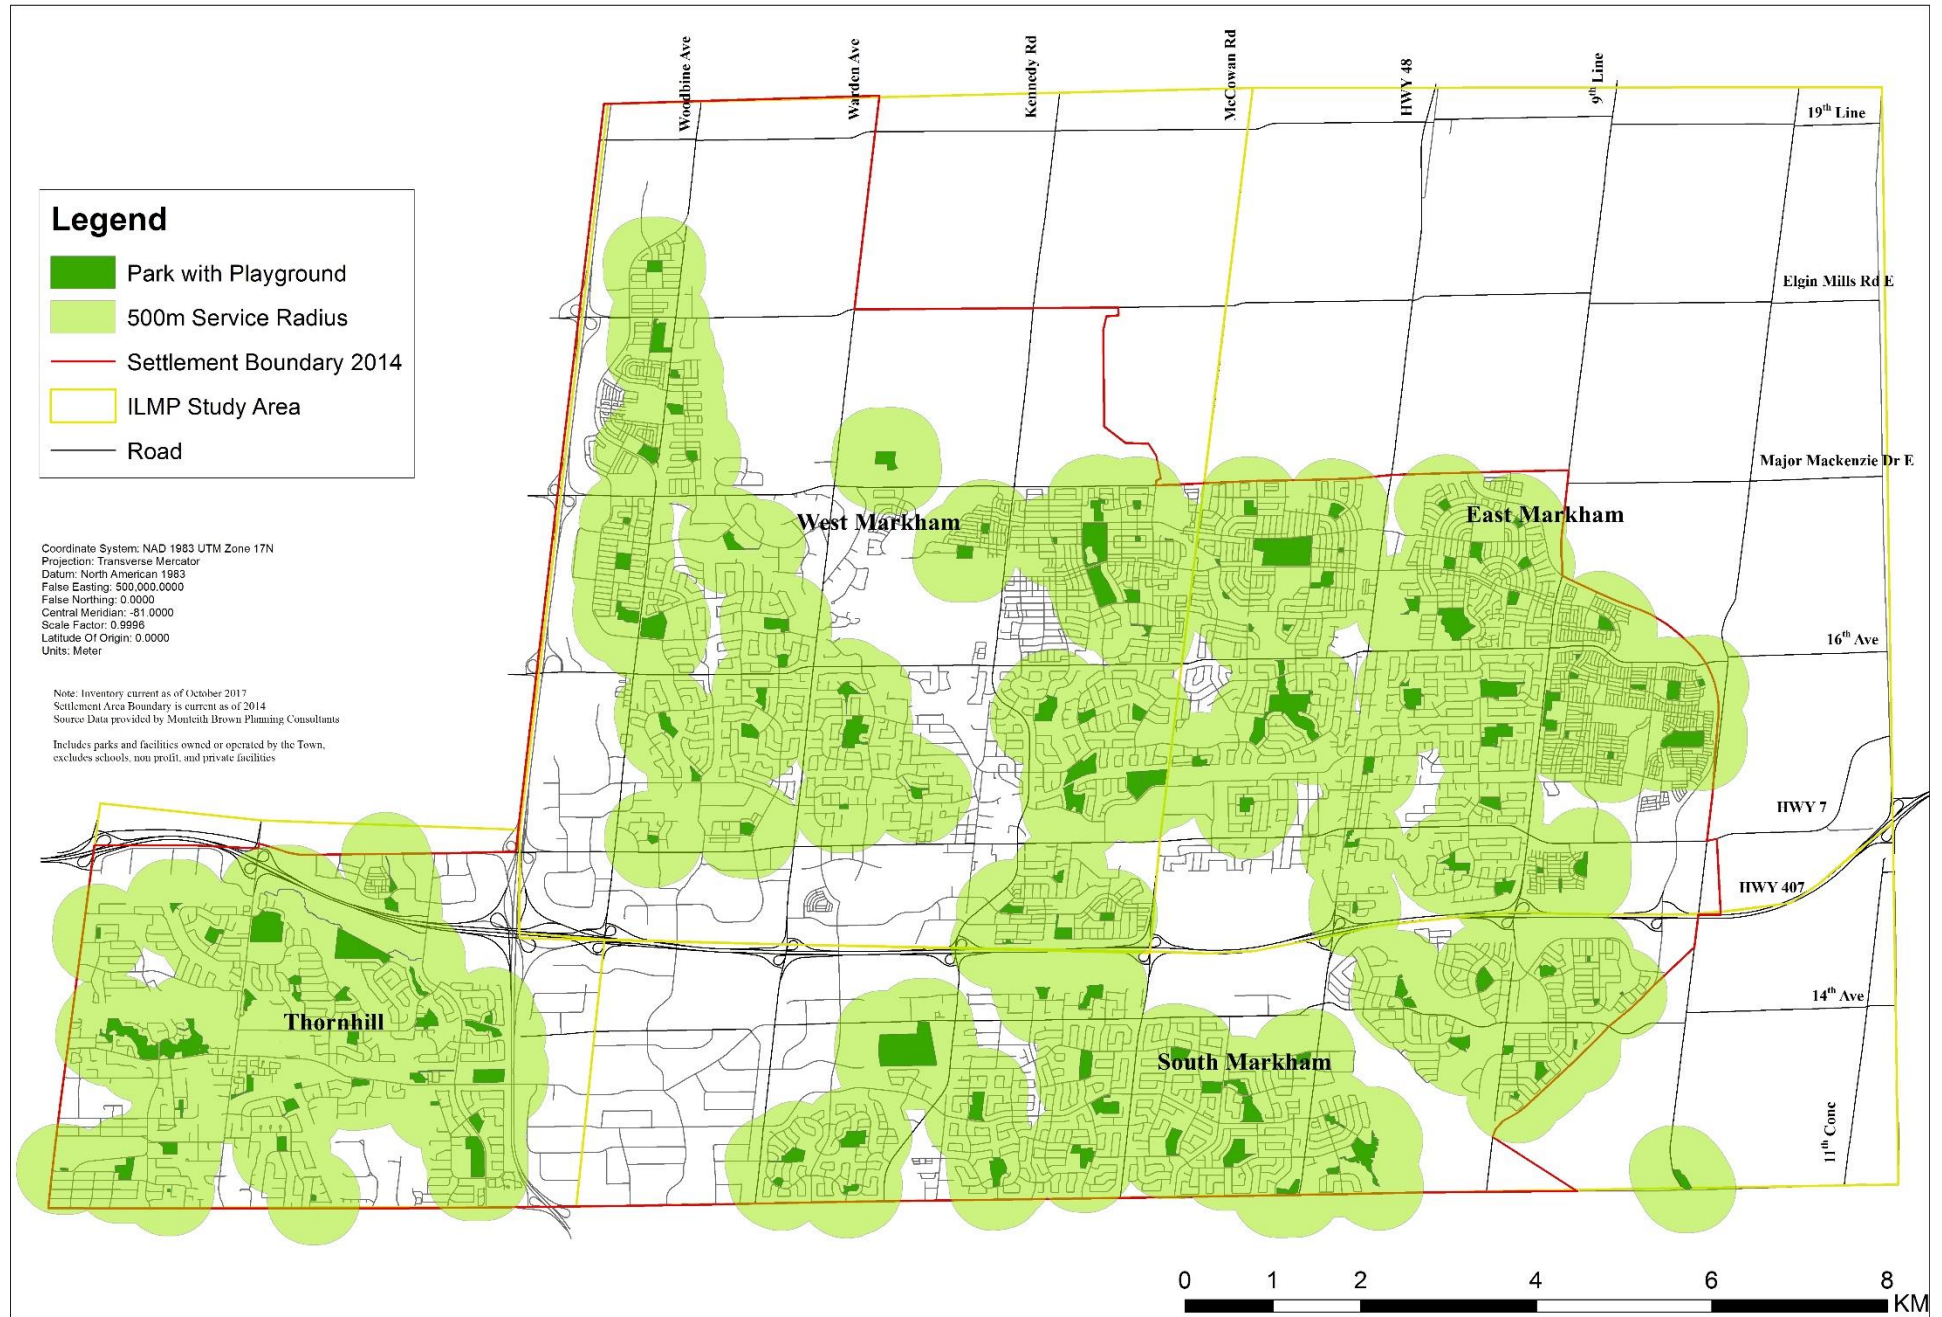 Woodbine Ave
Warden Ave
Kennedy Rd
McCowan Rd
HWY 48
9th Line
19th Line
Legend
Park with Playground
500m Service Radius
Settlement Boundary 2014
ILMP Study Area
Road
Elgin Mills Rd E
Major Mackenzie Dr E
West Markham
East Markham
Coordinate System: NAD 1983 UTM Zone 17N
Projection: Transverse Mercator
Datum: North American 1983
False Easting: 500,000.0000
False Northing: 0.0000
Central Meridian: -81.0000
Scale Factor: 0.9996
Latitude Of Origin: 0.0000
Units: Meter
16th Ave
Note: Inventory current as of October 2017
Settlement Area Boundary is current as of 2014
Source Data provided by Monteith Brown Planning Consultants
Includes parks and facilities owned or operated by the Town,
excludes schools, non profit, and private facilities
HWY 7
HWY 407
14th Ave
Thornhill
South Markham
11th Conc
0 1 2 4 6 8
KM